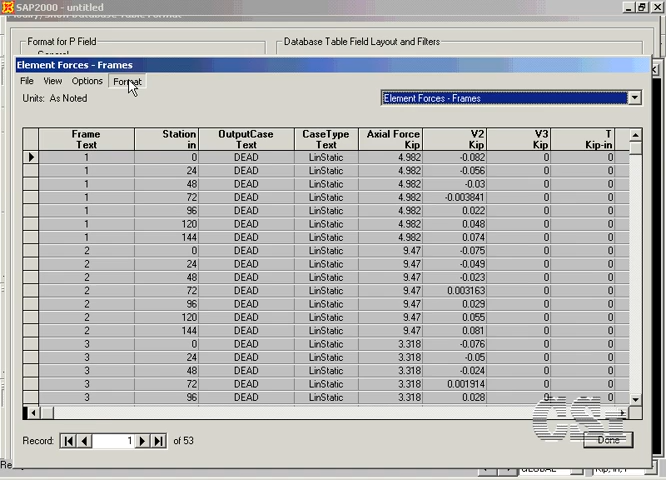 SAP2000 - untitled
Format for P Field
Database Table Field Layout and Filters
Element Forces - Frames
File View Options Format
Units: As Noted
Element Forces - Frames
Frame Station OutputCase CaseType Axial Force V2 V3 T
Text in Text Text Kip Kip Kip Kip-in
1 0 DEAD LinStatic 4.982 -0.082 0 0
1 24 DEAD LinStatic 4.982 -0.056 0 0
1 48 DEAD LinStatic 4.982 -0.03 0 0
1 72 DEAD LinStatic 4.982 -0.003841 0 0
1 96 DEAD LinStatic 4.982 0.022 0 0
1 120 DEAD LinStatic 4.982 0.048 0 0
1 144 DEAD LinStatic 4.982 0.074 0 0
2 0 DEAD LinStatic 9.47 -0.075 0 0
2 24 DEAD LinStatic 9.47 -0.049 0 0
2 48 DEAD LinStatic 9.47 -0.023 0 0
2 72 DEAD LinStatic 9.47 0.003163 0 0
2 96 DEAD LinStatic 9.47 0.029 0 0
2 120 DEAD LinStatic 9.47 0.055 0 0
2 144 DEAD LinStatic 9.47 0.081 0 0
3 0 DEAD LinStatic 3.318 -0.076 0 0
3 24 DEAD LinStatic 3.318 -0.05 0 0
3 48 DEAD LinStatic 3.318 -0.024 0 0
3 72 DEAD LinStatic 3.318 0.001914 0 0
3 96 DEAD LinStatic 3.318 0.028 0 0
CSI
Record: 1 of 53
Done
GLOBAL